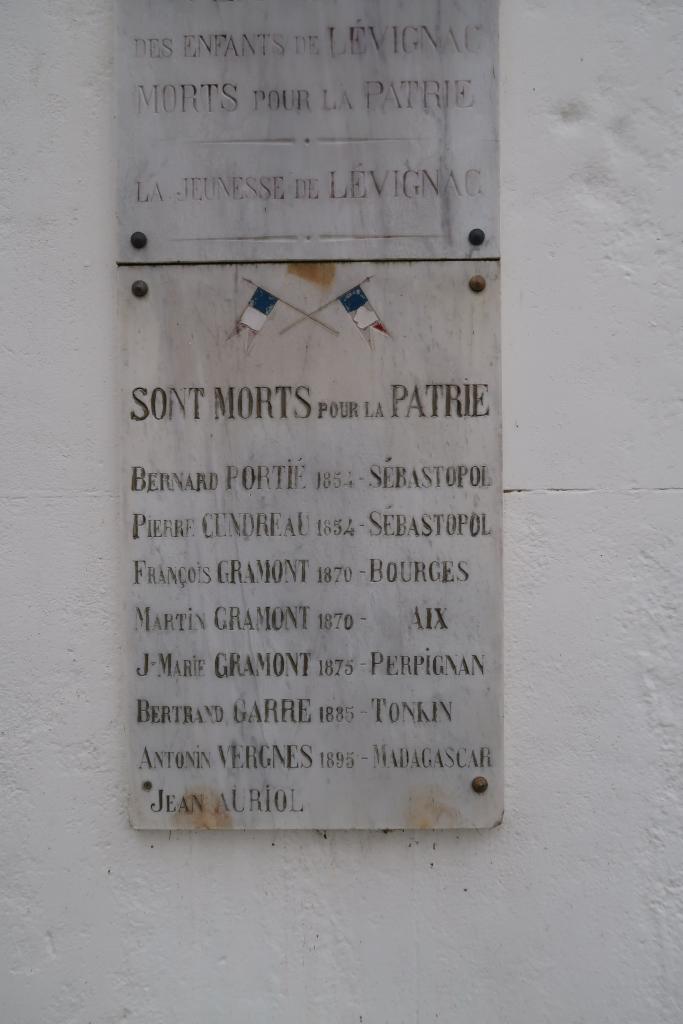 DES ENFANTS DE LÉVIGNAC
MORTS POUR LA PATRIE
LA JEUNESSE DE LÉVIGNAC
SONT MORTS POUR LA PATRIE
BERNARD PORTIÉ 1854 - SÉBASTOPOL
PIERRE CUNDREAU 1854 - SÉBASTOPOL
FRANÇOIS GRAMONT 1870 - BOURGES
MARTIN GRAMONT 1870 - AIX
J-MARIE GRAMONT 1875 - PERPIGNAN
BERTRAND GARRE 1885 - TONKIN
ANTONIN VERGNES 1895 - MADAGASCAR
JEAN AURIOL